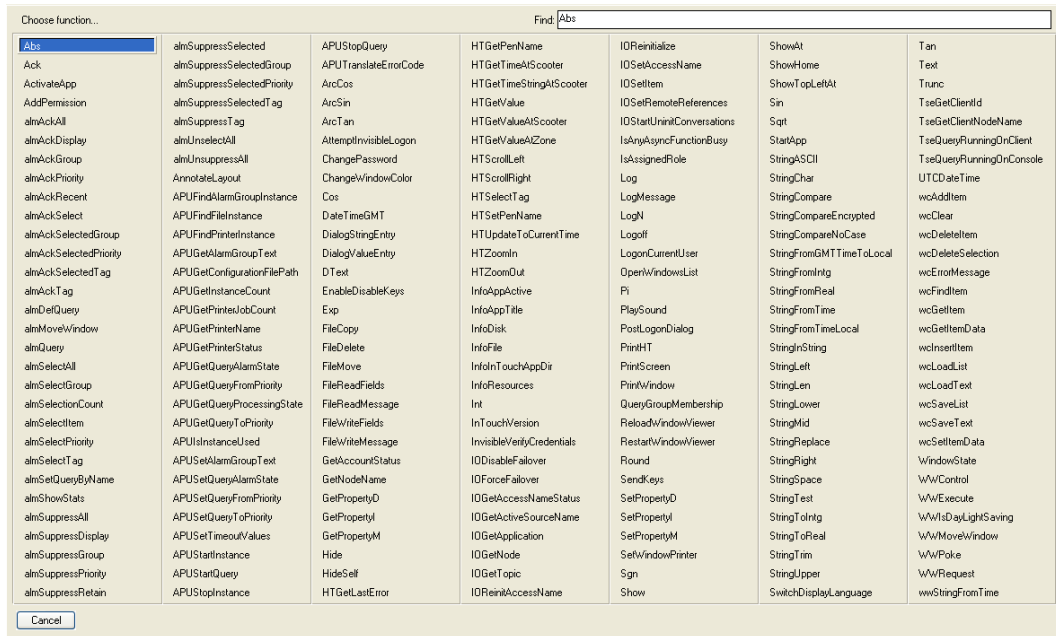 Choose function...
Find: Abs
Abs
Ack
ActivateApp
AddPermission
almAckAll
almAckDisplay
almAckGroup
almAckPriority
almAckRecent
almAckSelect
almAckSelectedGroup
almAckSelectedPriority
almAckSelectedTag
almAckTag
almDefQuery
almMoveWindow
almQuery
almSelectAll
almSelectGroup
almSelectionCount
almSelectItem
almSelectPriority
almSelectTag
almSetQueryByName
almShowStats
almSuppressAll
almSuppressDisplay
almSuppressGroup
almSuppressPriority
almSuppressRetain
almSuppressSelected
almSuppressSelectedGroup
almSuppressSelectedPriority
almSuppressSelectedTag
almSuppressTag
almUnselectAll
almUnsuppressAll
AnnotateLayout
APUFindAlarmGroupInstance
APUFindFileInstance
APUFindPrinterInstance
APUGetAlarmGroupText
APUGetConfigurationFilePath
APUGetInstanceCount
APUGetPrinterJobCount
APUGetPrinterName
APUGetPrinterStatus
APUGetQueryAlarmState
APUGetQueryFromPriority
APUGetQueryProcessingState
APUGetQueryToPriority
APUIsInstanceUsed
APUSetAlarmGroupText
APUSetQueryAlarmState
APUSetQueryFromPriority
APUSetQueryToPriority
APUSetTimeoutValues
APUStartInstance
APUStartQuery
APUStopInstance
APUStopQuery
APUTranslateErrorCode
ArcCos
ArcSin
ArcTan
AttemptInvisibleLogon
ChangePassword
ChangeWindowColor
Cos
DateTimeGMT
DialogStringEntry
DialogValueEntry
DText
EnableDisableKeys
Exp
FileCopy
FileDelete
FileMove
FileReadFields
FileReadMessage
FileWriteFields
FileWriteMessage
GetAccountStatus
GetNodeName
GetPropertyD
GetPropertyI
GetPropertyM
Hide
HideSelf
HTGetLastError
HTGetPenName
HTGetTimeAtScooter
HTGetTimeStringAtScooter
HTGetValue
HTGetValueAtScooter
HTGetValueAtZone
HTScrollLeft
HTScrollRight
HTSelectTag
HTSetPenName
HTUpdateToCurrentTime
HTZoomIn
HTZoomOut
InfoAppActive
InfoAppTitle
InfoDisk
InfoFile
InfoInTouchAppDir
InfoResources
Int
InTouchVersion
InvisibleVerifyCredentials
IODisableFailover
IOForceFailover
IOGetAccessNameStatus
IOGetActiveSourceName
IOGetApplication
IOGetNode
IOGetTopic
IOReinitAccessName
IOReinitialize
IOSetAccessName
IOSetItem
IOSetRemoteReferences
IOStartUninitConversations
IsAnyAsyncFunctionBusy
IsAssignedRole
Log
LogMessage
LogN
Logoff
LogonCurrentUser
OpenWindowsList
Pi
PlaySound
PostLogonDialog
PrintHT
PrintScreen
PrintWindow
QueryGroupMembership
ReloadWindowViewer
RestartWindowViewer
Round
SendKeys
SetPropertyD
SetPropertyI
SetPropertyM
SetWindowPrinter
Sgn
Show
ShowAt
ShowHome
ShowTopLeftAt
Sin
Sqrt
StartApp
StringASCII
StringChar
StringCompare
StringCompareEncrypted
StringCompareNoCase
StringFromGMTTimeToLocal
StringFromIntg
StringFromReal
StringFromTime
StringFromTimeLocal
StringInString
StringLeft
StringLen
StringLower
StringMid
StringReplace
StringRight
StringSpace
StringTest
StringToIntg
StringToReal
StringTrim
StringUpper
SwitchDisplayLanguage
Tan
Text
Trunc
TseGetClientId
TseGetClientNodeName
TseQueryRunningOnClient
TseQueryRunningOnConsole
UTCDateTime
wcAddItem
wcClear
wcDeleteItem
wcDeleteSelection
wcErrorMessage
wcFindItem
wcGetItem
wcGetItemData
wcInsertItem
wcLoadList
wcLoadText
wcSaveList
wcSaveText
wcSetItemData
WindowState
WWControl
WWExecute
WWIsDayLightSaving
WWMoveWindow
WWPoke
WWRequest
wwStringFromTime
Cancel